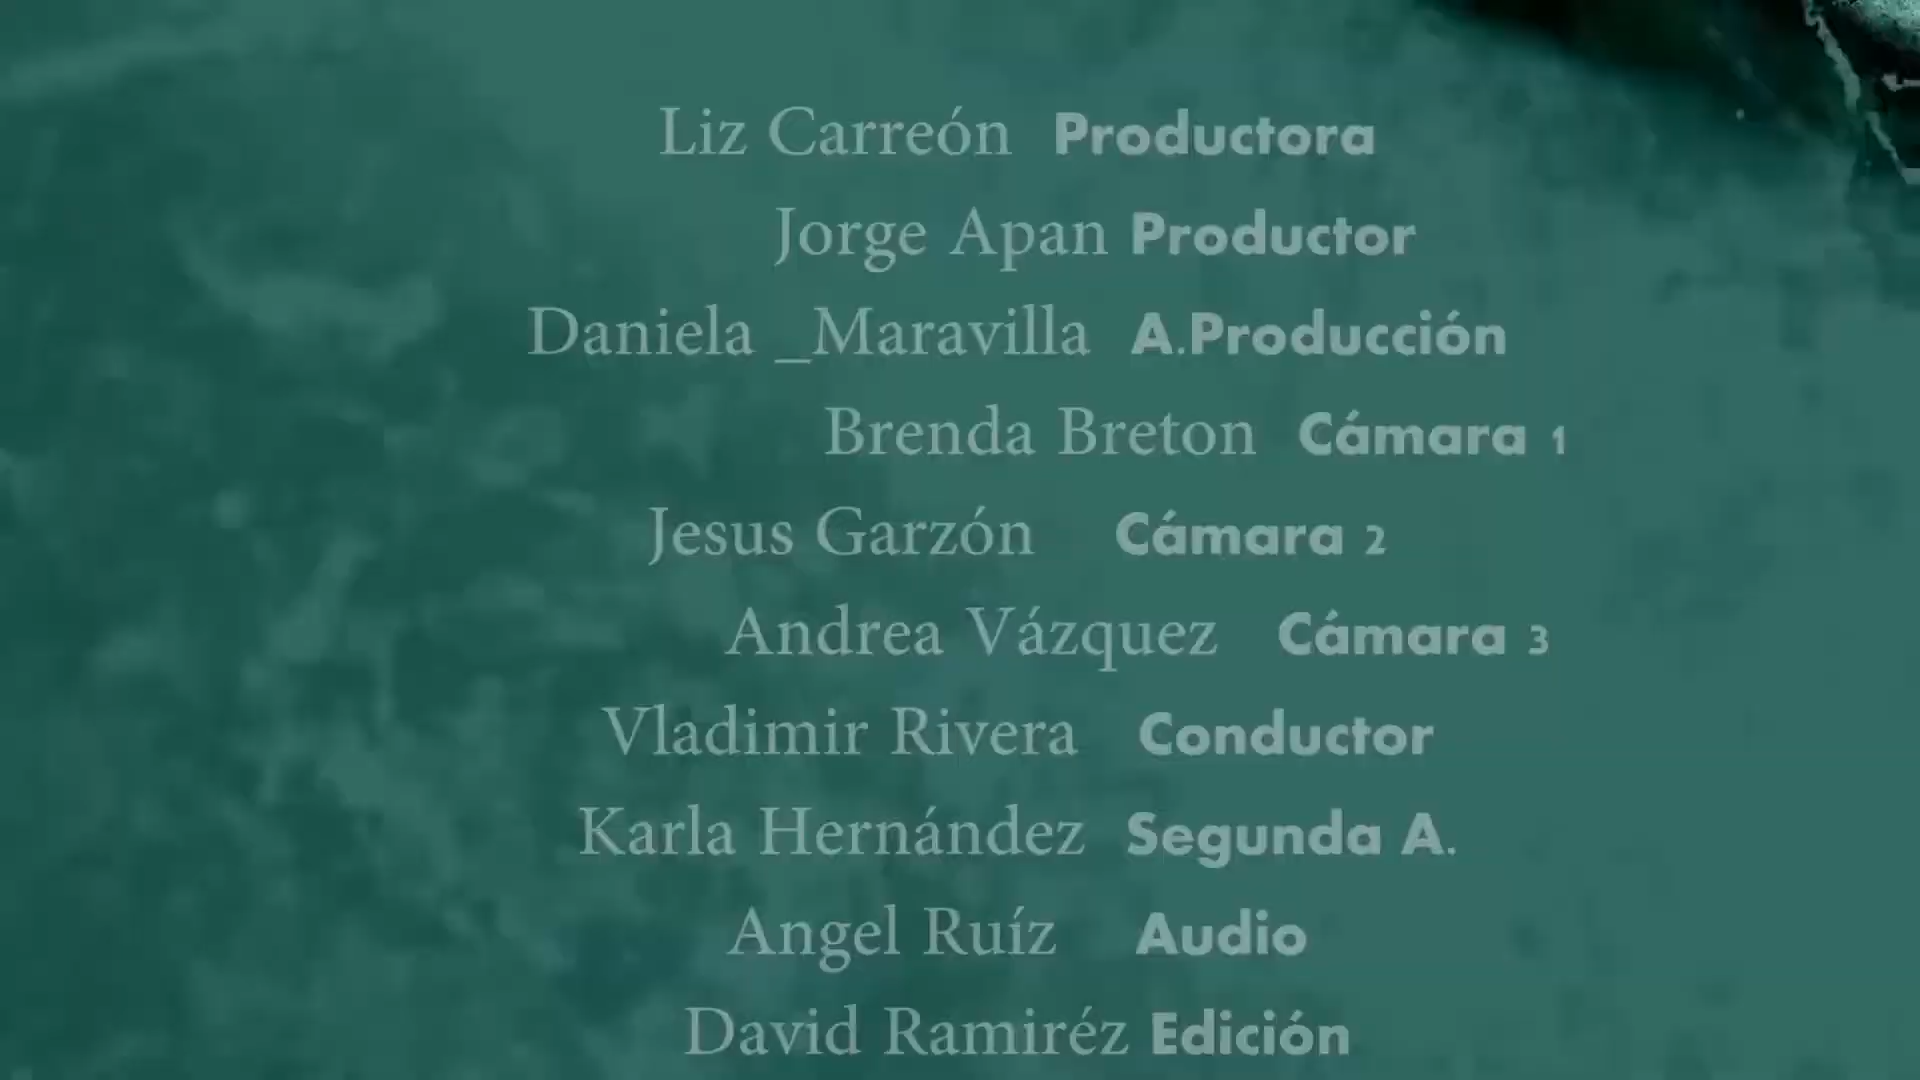 Liz Carreón Productora
Jorge Apan Productor
Daniela _Maravilla A.Producción
Brenda Breton Cámara 1
Jesus Garzón Cámara 2
Andrea Vázquez Cámara 3
Vladimir Rivera Conductor
Karla Hernández Segunda A.
Angel Ruíz Audio
David Ramiréz Edición